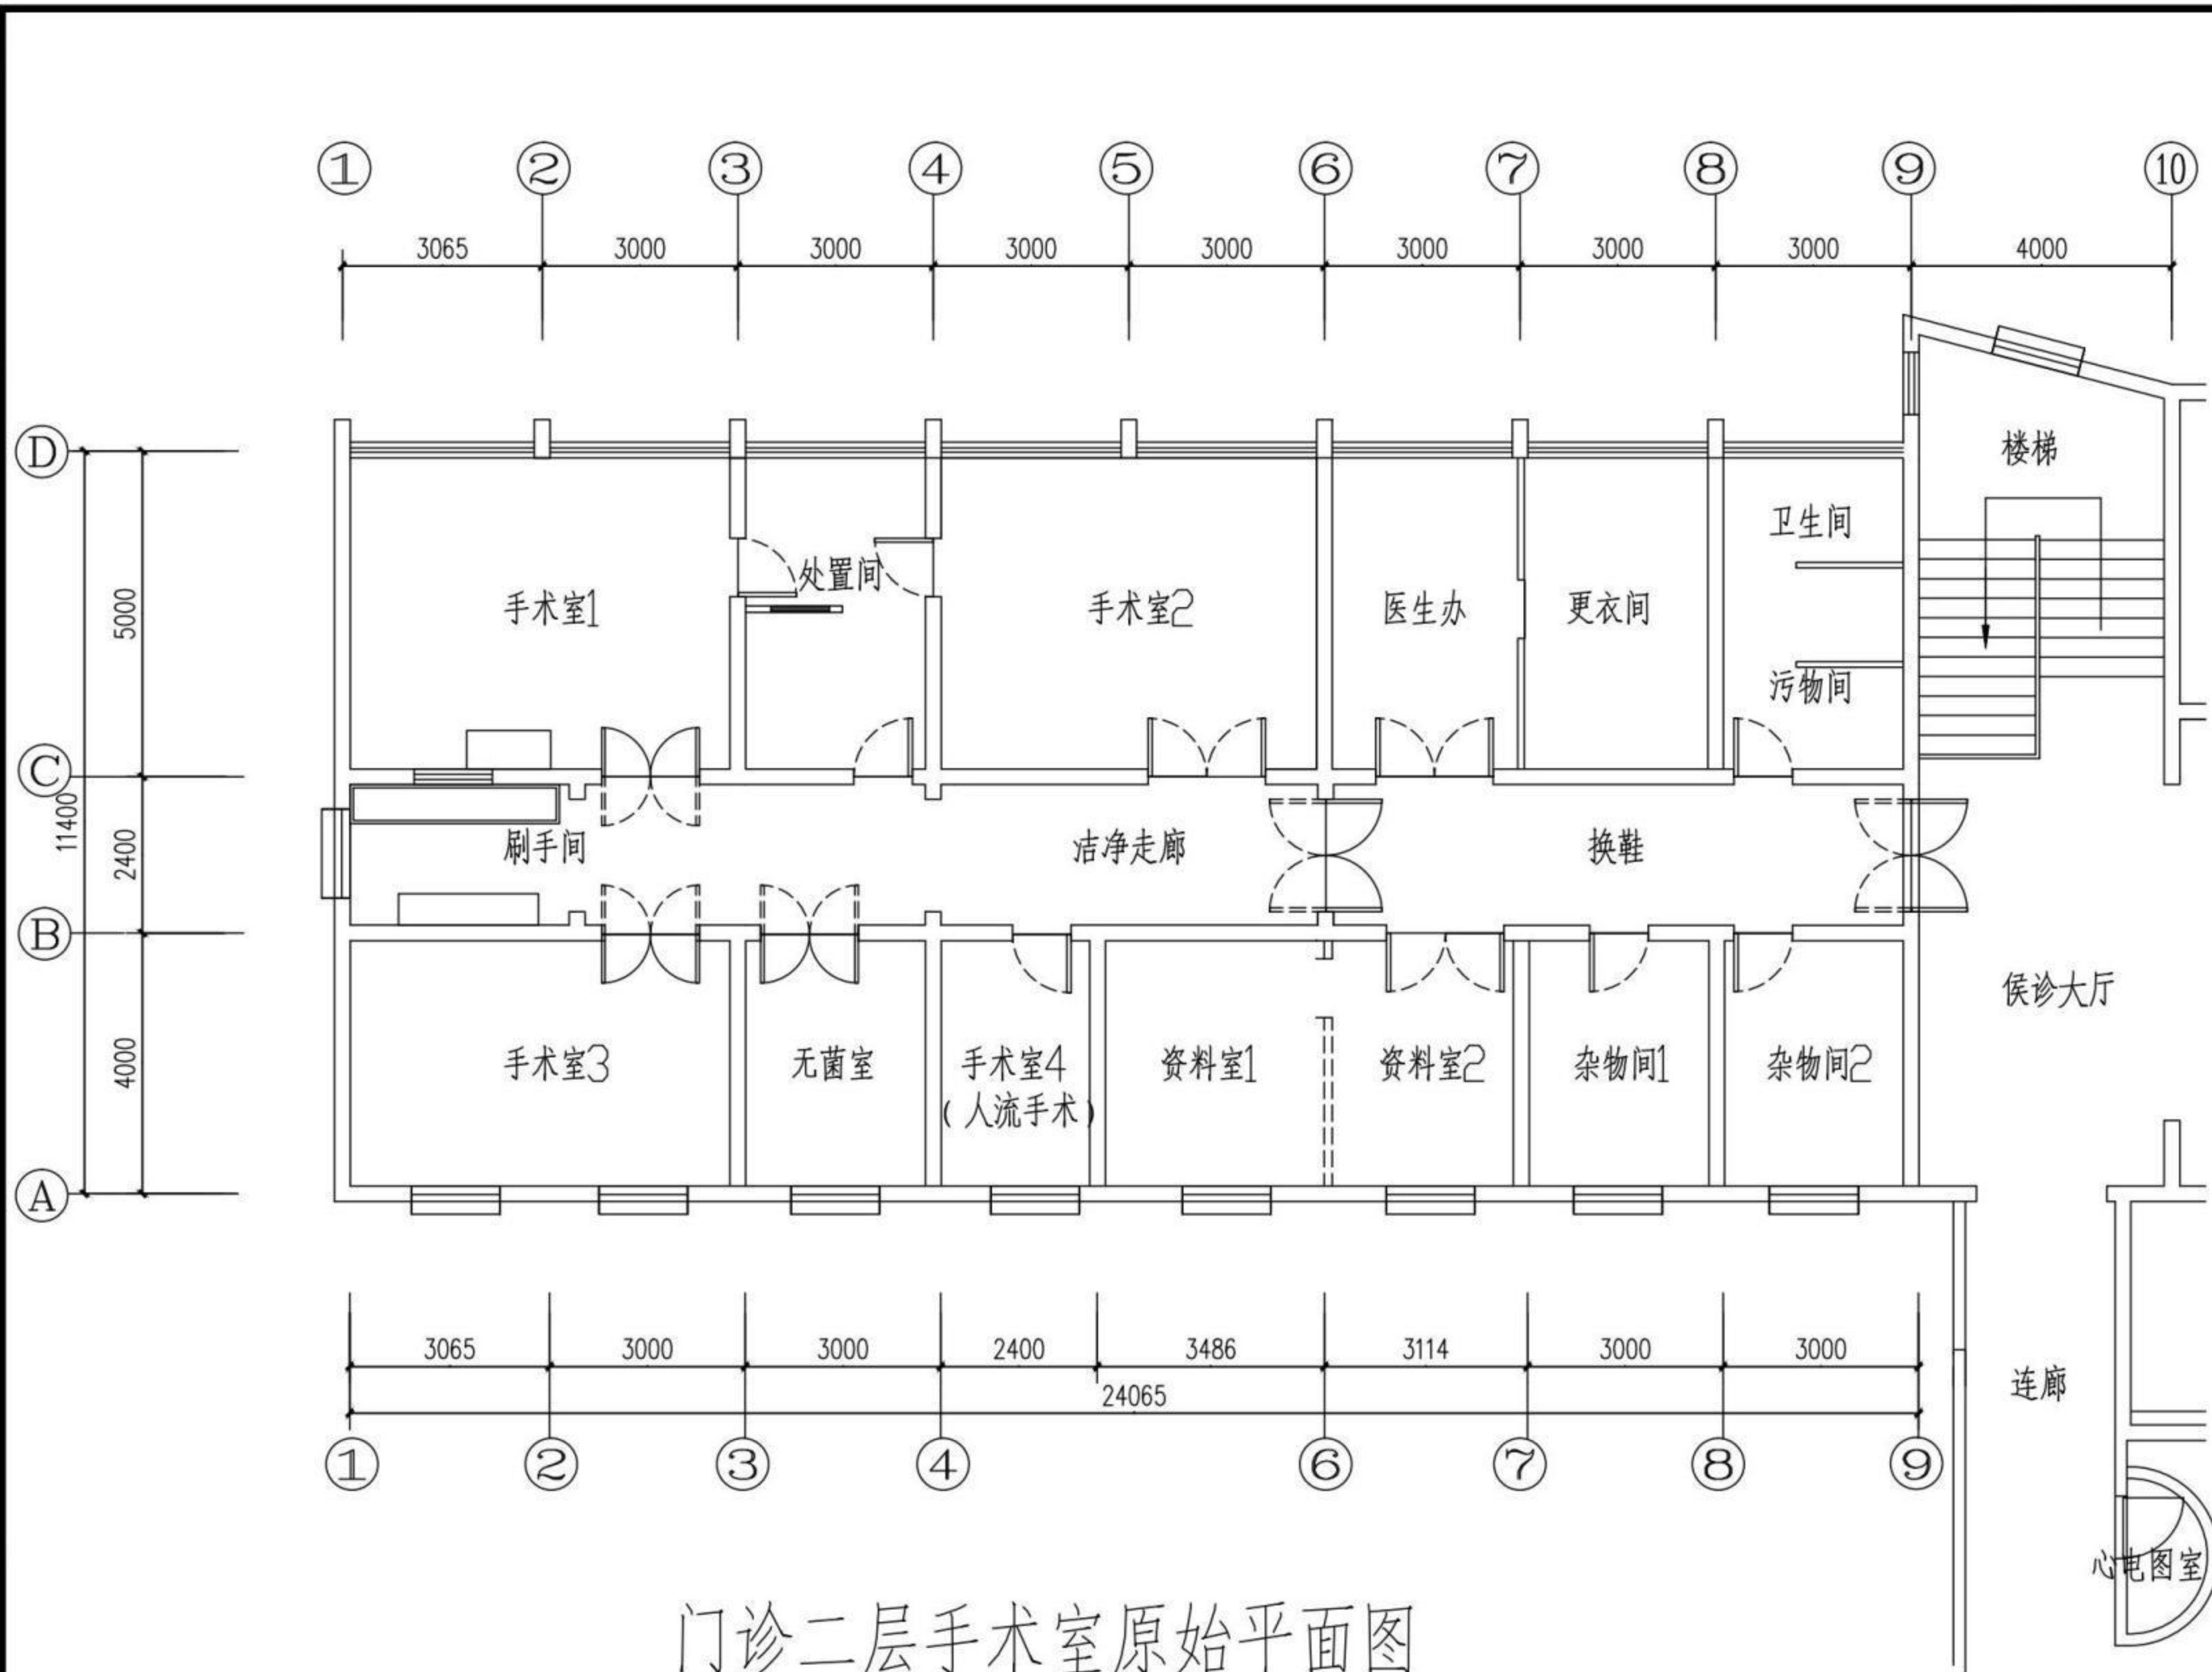 ① ② ③ ④ ⑤ ⑥ ⑦ ⑧ ⑨ ⑩
3065 3000 3000 3000 3000 3000 3000 3000 4000
D
楼梯
卫生间
处置间
5000
手术室1 手术室2 医生办 更衣间
污物间
C
11400
2400
刷手间 洁净走廊 换鞋
B
侯诊大厅
4000
手术室3 无菌室 手术室4 资料室1 资料室2 杂物间1 杂物间2
(人流手术)
A
3065 3000 3000 2400 3486 3114 3000 3000
24065
连廊
① ② ③ ④ ⑥ ⑦ ⑧ ⑨
心电图室
门诊二层手术室原始平面图